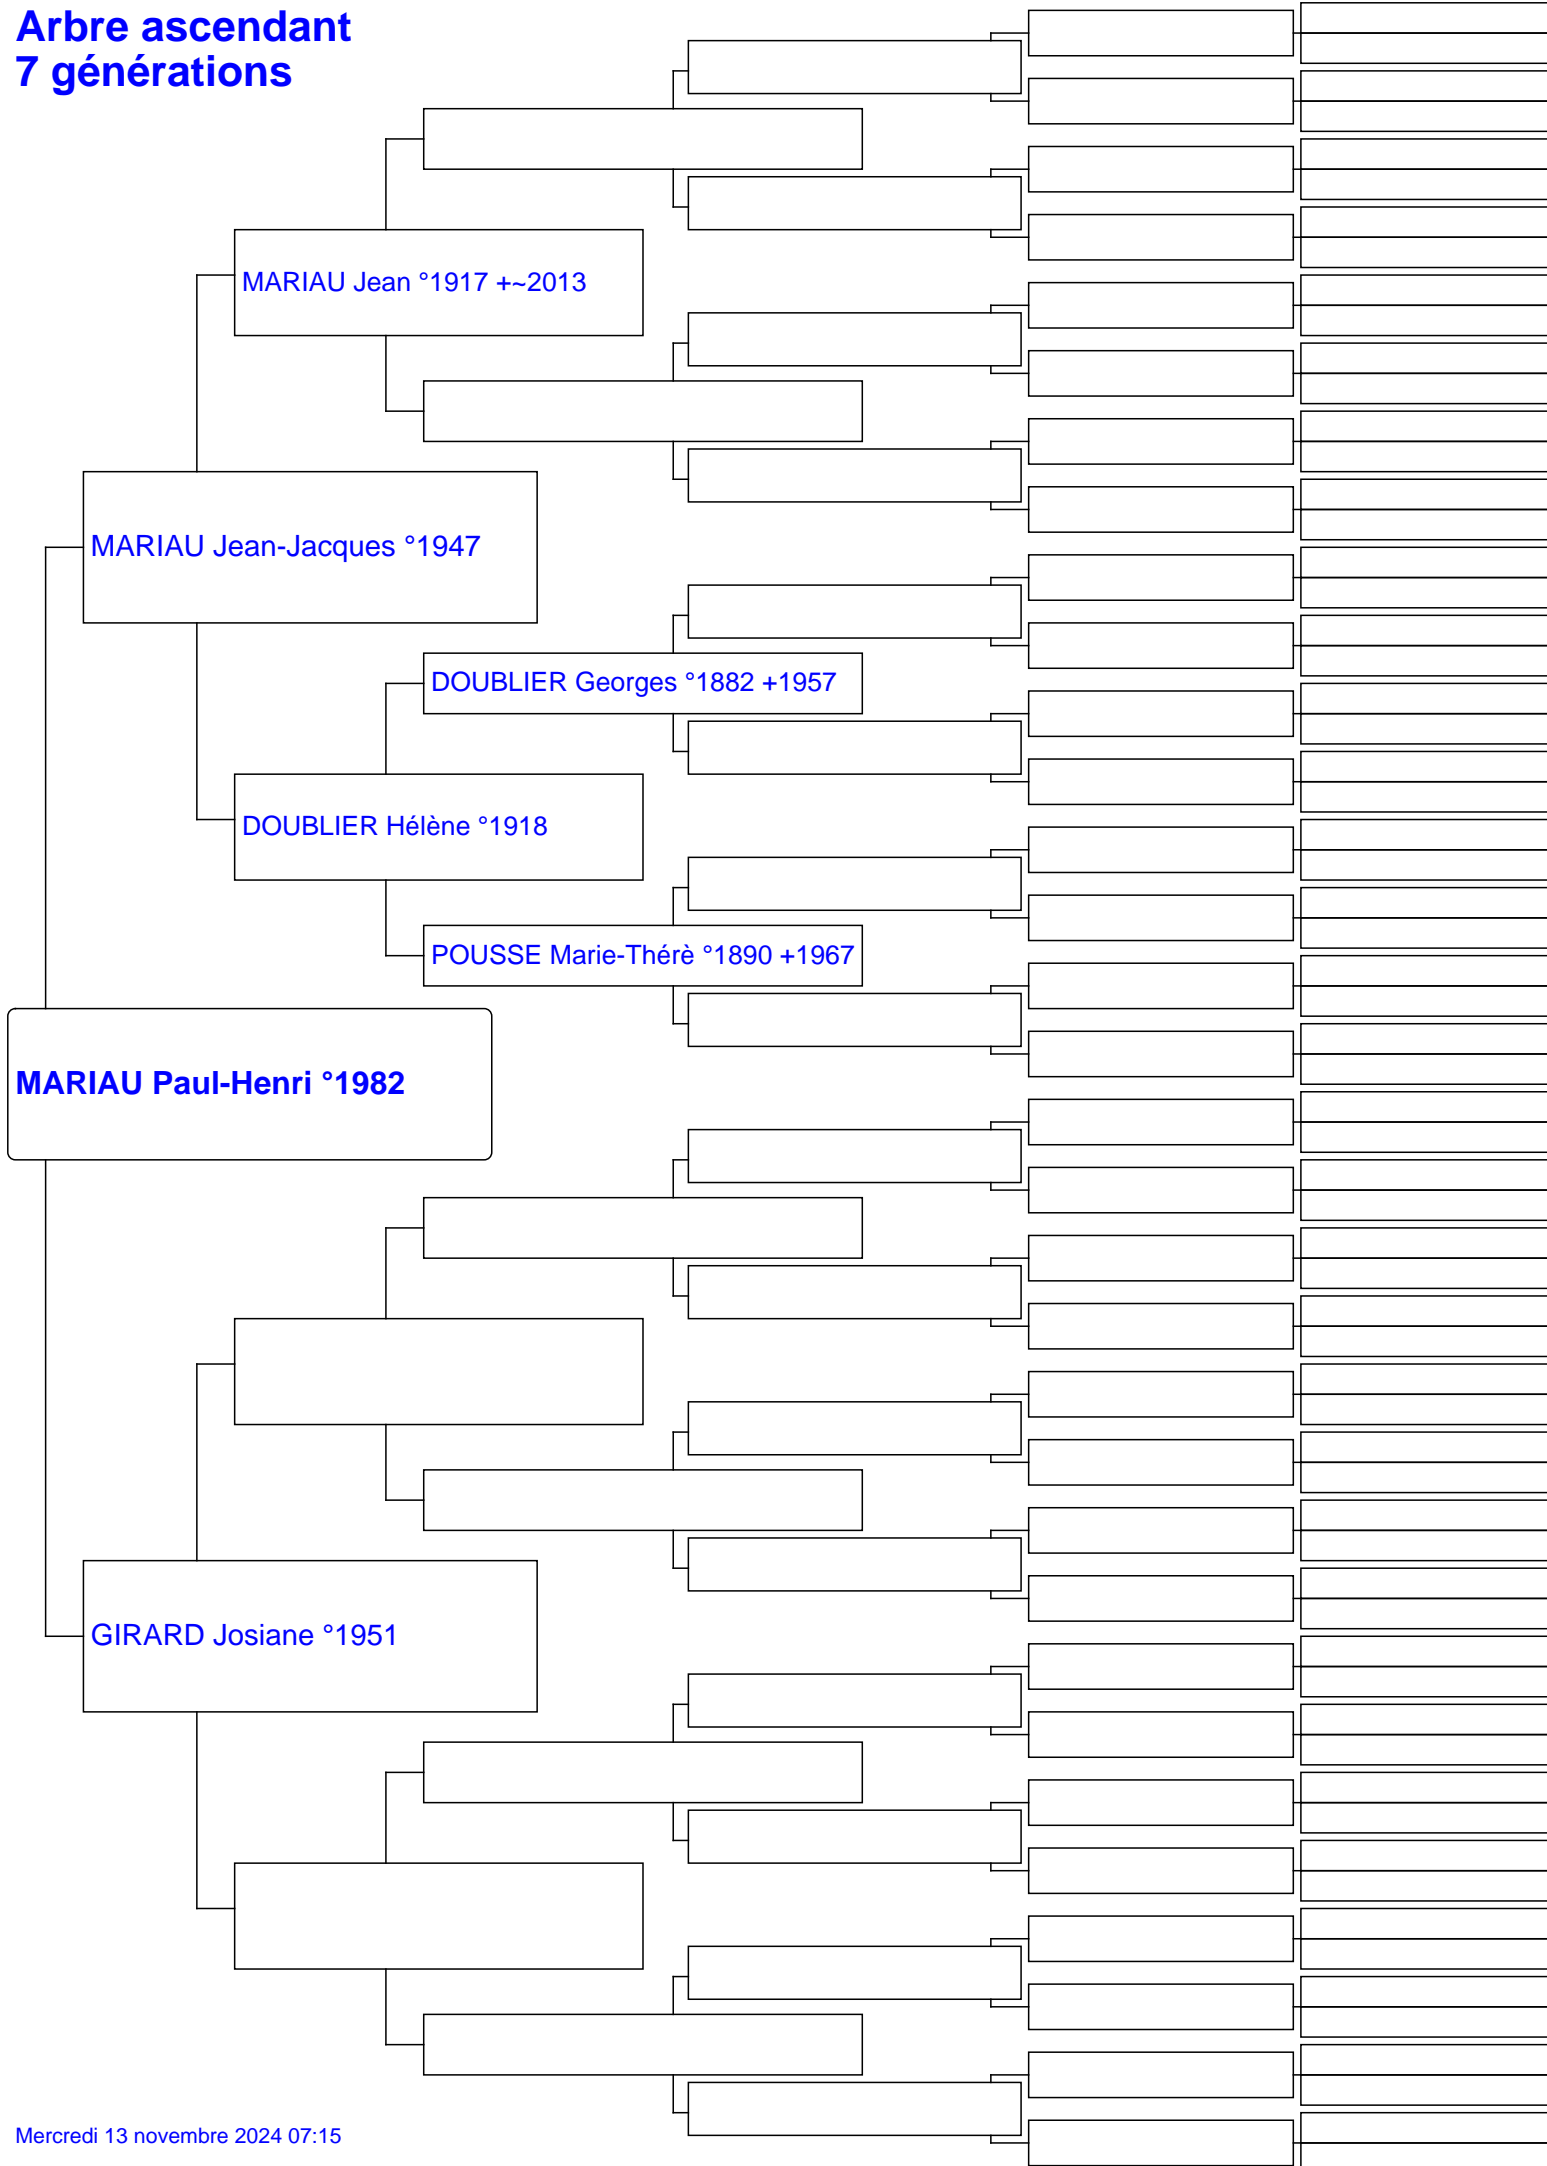 Arbre ascendant
7 générations
MARIAU Jean °1917 +~2013
MARIAU Jean-Jacques °1947
DOUBLIER Georges °1882 +1957
DOUBLIER Hélène °1918
POUSSE Marie-Thérè °1890 +1967
MARIAU Paul-Henri °1982
GIRARD Josiane °1951
Mercredi 13 novembre 2024 07:15